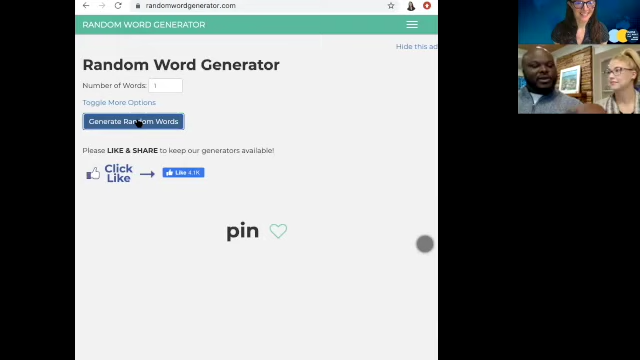 randomwordgenerator.com
RANDOM WORD GENERATOR
Hide this ad
Random Word Generator
Number of Words: 1
Toggle More Options
Generate Random Words
Please LIKE & SHARE to keep our generators available!
Click
Like
Like 4.1K
pin